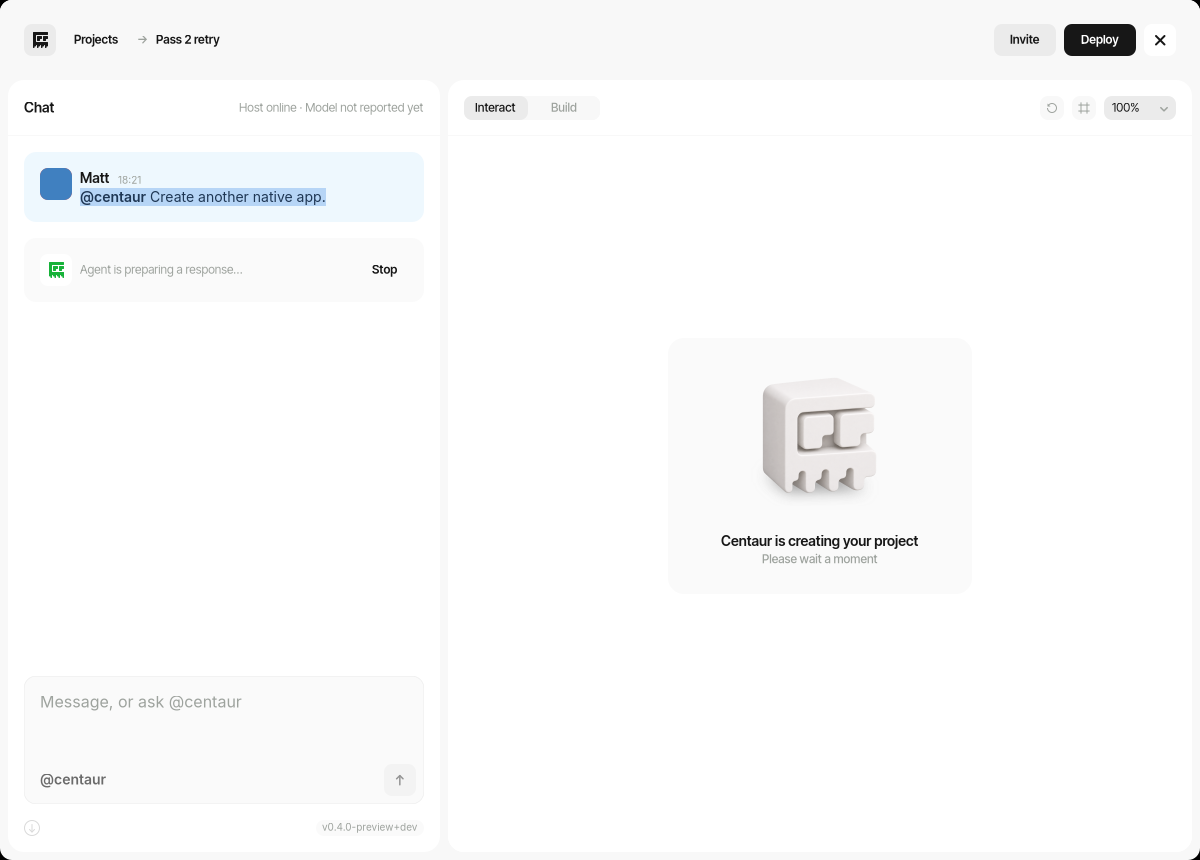 Projects → Pass 2 retry
Invite
Deploy
Chat
Host online · Model not reported yet
Interact
Build
100%
Matt 18:21
@centaur Create another native app.
Agent is preparing a response...
Stop
Centaur is creating your project
Please wait a moment
Message, or ask @centaur
@centaur
v0.4.0-preview+dev